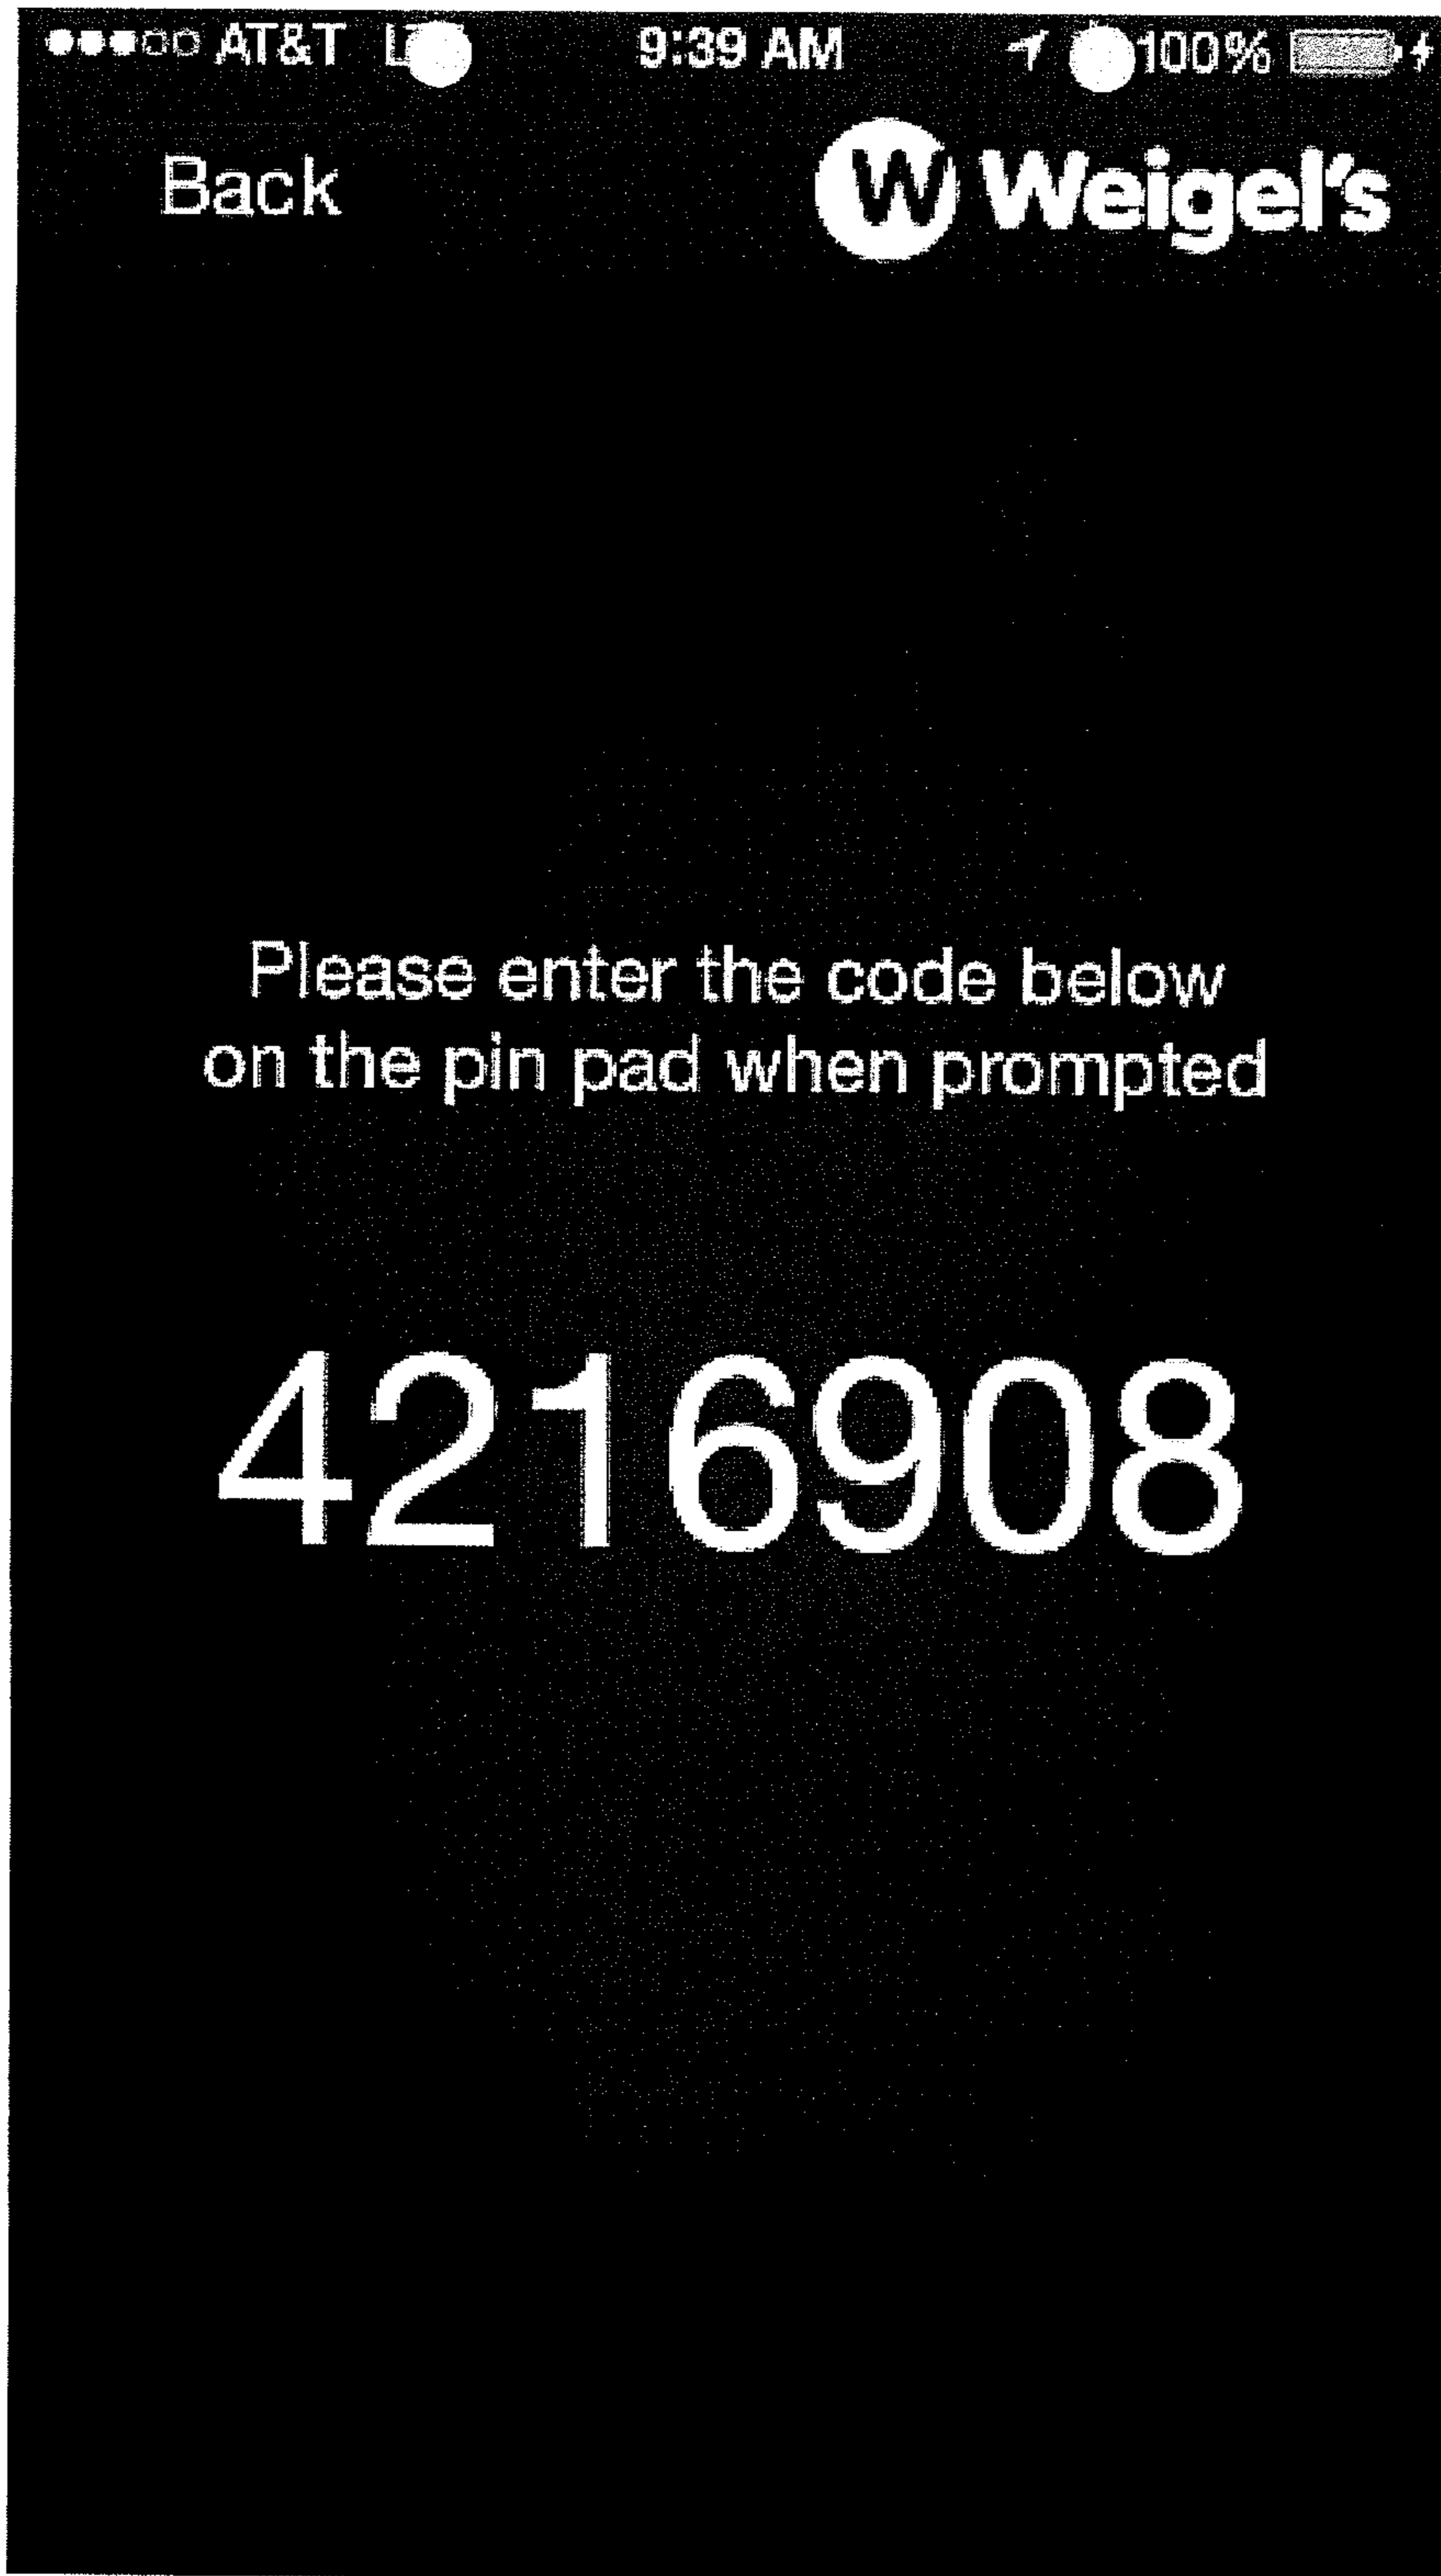 AT&T 9:39 AM 100%
Back W Weigel's
Please enter the code below
on the pin pad when prompted
4216908